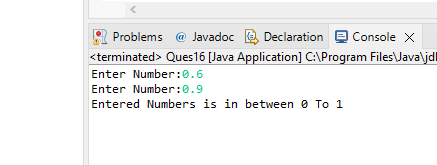 Problems @ Javadoc Declaration Console
<terminated> Ques16 [Java Application] C:\Program Files\Java\jd
Enter Number:0.6
Enter Number:0.9
Entered Numbers is in between 0 To 1